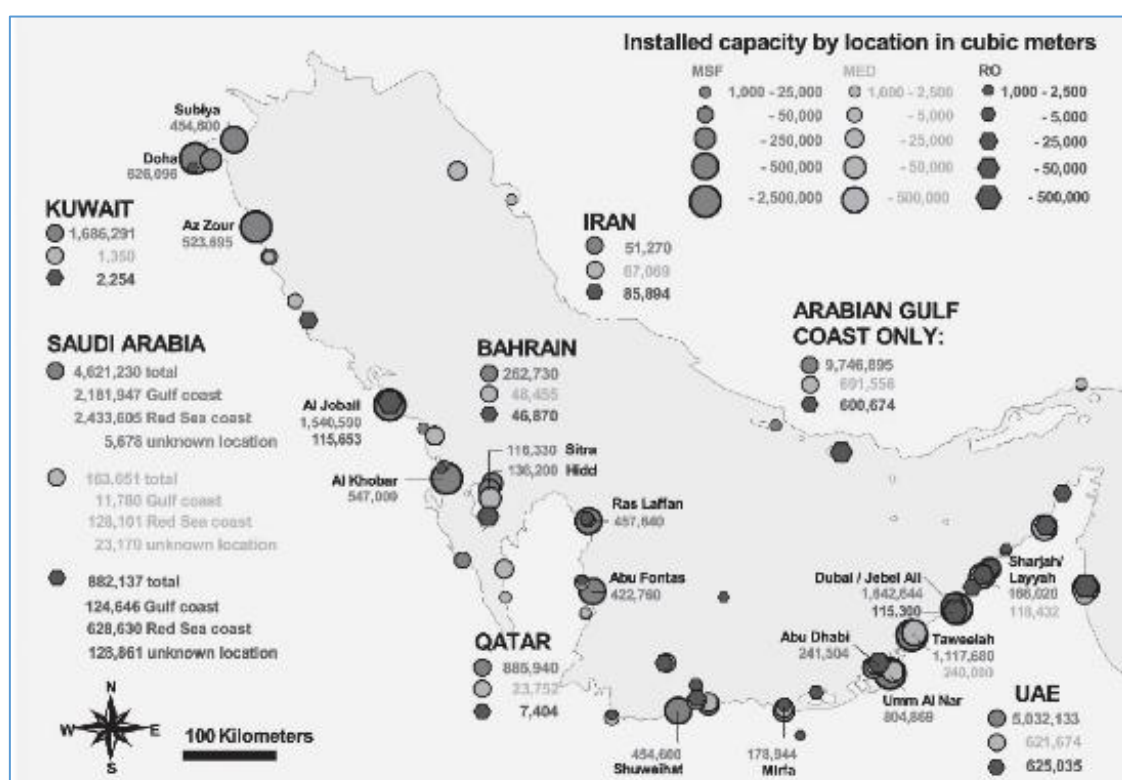 Installed capacity by location in cubic meters
MSF MED RO
1,000 - 25,000 1,000 - 2,500 1,000 - 2,500
- 50,000 - 5,000 - 5,000
- 250,000 - 25,000 - 25,000
- 500,000 - 50,000 - 50,000
- 2,500,000 - 500,000 - 500,000
Subiya
454,600
Doha
626,096
KUWAIT
1,686,291
1,350
2,254
Az Zour
523,695
IRAN
51,270
67,069
85,894
ARABIAN GULF
COAST ONLY:
9,746,895
691,556
600,674
SAUDI ARABIA
4,621,230 total
2,181,947 Gulf coast
2,433,605 Red Sea coast
5,678 unknown location
163,051 total
11,780 Gulf coast
128,101 Red Sea coast
23,170 unknown location
882,137 total
124,646 Gulf coast
628,630 Red Sea coast
128,861 unknown location
BAHRAIN
262,730
48,455
46,870
Al Jobail
1,540,590
115,653
116,330 Sitra
136,200 Hidd
Al Khobar
547,009
Ras Laffan
457,640
Abu Fontas
422,760
QATAR
885,940
23,752
7,404
Sharjah/
Layyah
166,020
118,432
Dubai / Jebel Ali
1,642,644
115,300
Abu Dhabi
241,504
Taweelah
1,117,680
240,000
Umm Al Nar
804,868
UAE
5,032,133
621,674
625,035
454,600
Shuweihat
178,944
Mirfa
N
W E
S
100 Kilometers